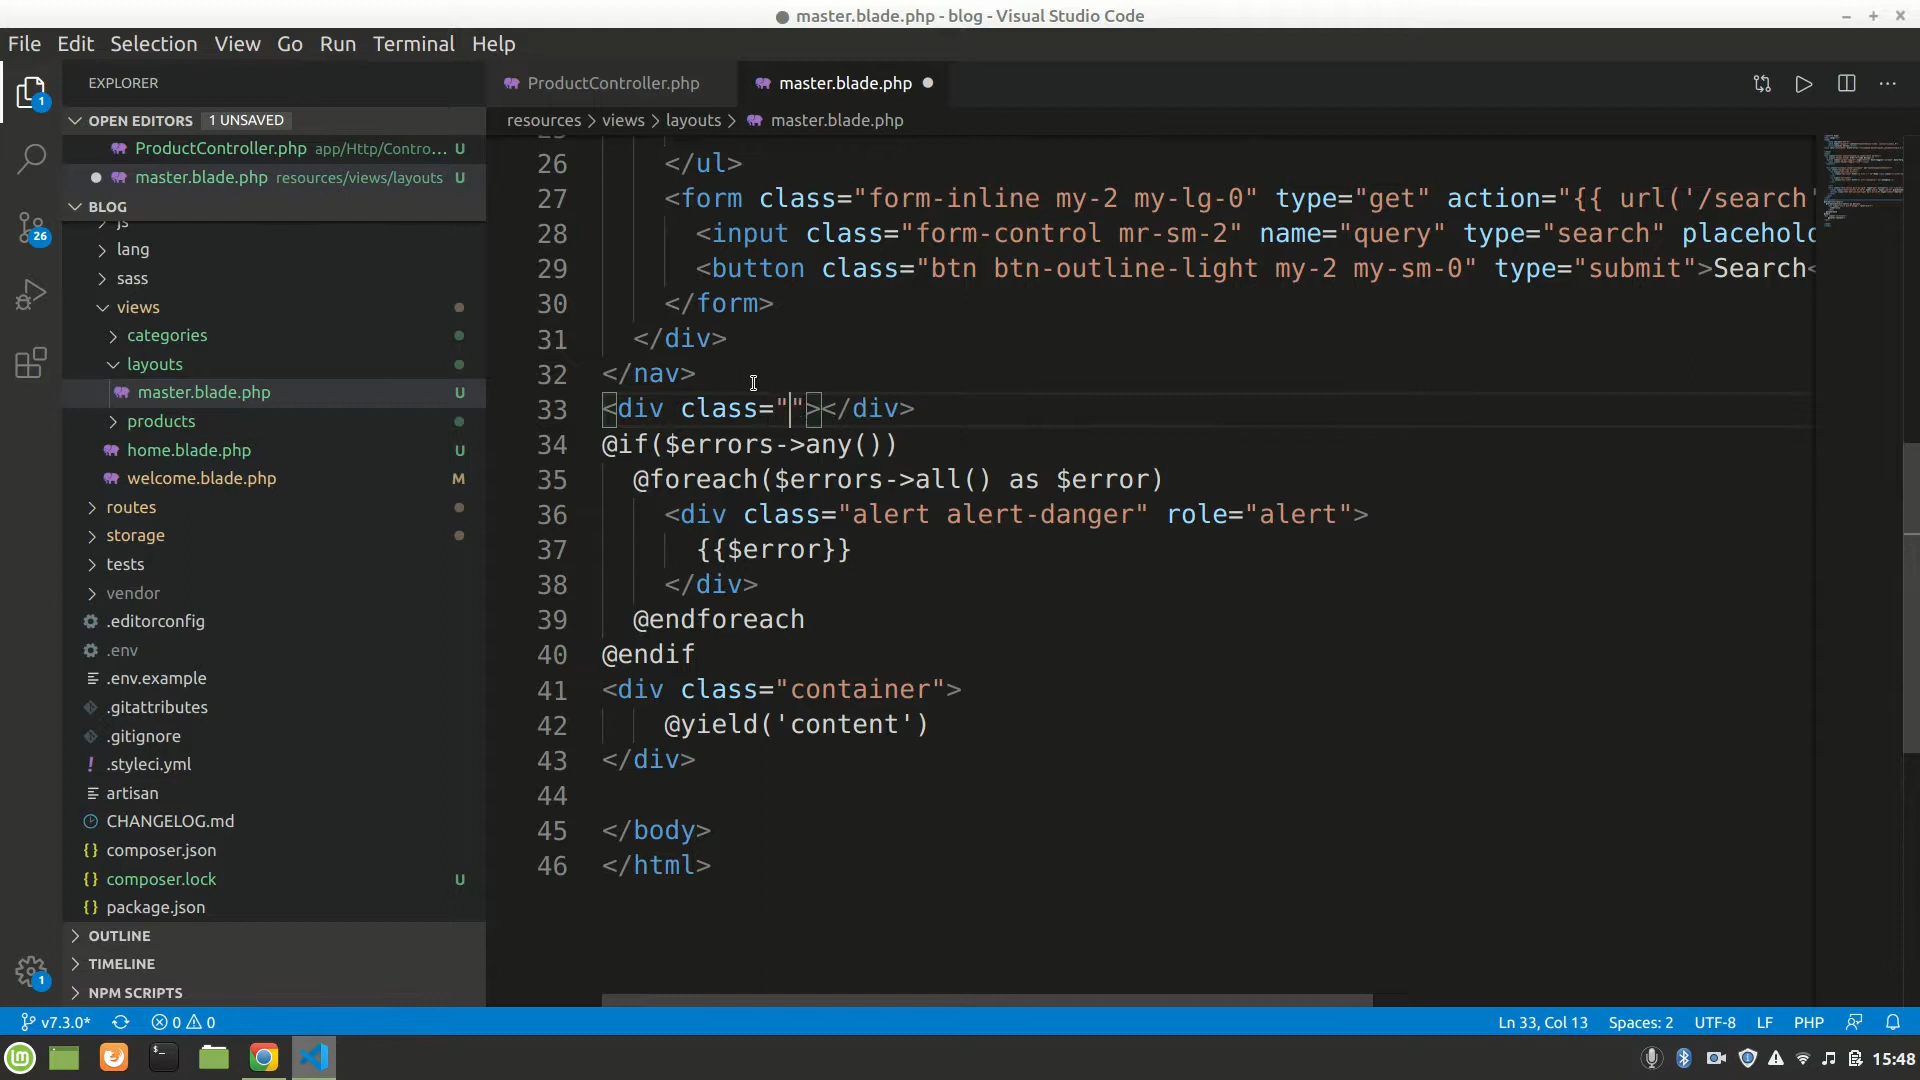 master.blade.php - blog - Visual Studio Code
File Edit Selection View Go Run Terminal Help
EXPLORER
OPEN EDITORS 1 UNSAVED
ProductController.php app/Http/Contro... U
master.blade.php resources/views/layouts U
BLOG
js
lang
sass
views
categories
layouts
master.blade.php U
products
home.blade.php U
welcome.blade.php M
routes
storage
tests
vendor
.editorconfig
.env
.env.example
.gitattributes
.gitignore
.styleci.yml
artisan
CHANGELOG.md
composer.json
composer.lock U
package.json
OUTLINE
TIMELINE
NPM SCRIPTS
1
26
1
ProductController.php master.blade.php
resources > views > layouts > master.blade.php
26 </ul>
27 <form class="form-inline my-2 my-lg-0" type="get" action="{{ url('/search'
28 <input class="form-control mr-sm-2" name="query" type="search" placehold
29 <button class="btn btn-outline-light my-2 my-sm-0" type="submit">Search<
30 </form>
31 </div>
32 </nav>
33 <div class=""></div>
34 @if($errors->any())
35 @foreach($errors->all() as $error)
36 <div class="alert alert-danger" role="alert">
37 {{$error}}
38 </div>
39 @endforeach
40 @endif
41 <div class="container">
42 @yield('content')
43 </div>
44
45 </body>
46 </html>
v7.3.0* 0 0 Ln 33, Col 13 Spaces: 2 UTF-8 LF PHP
15:48